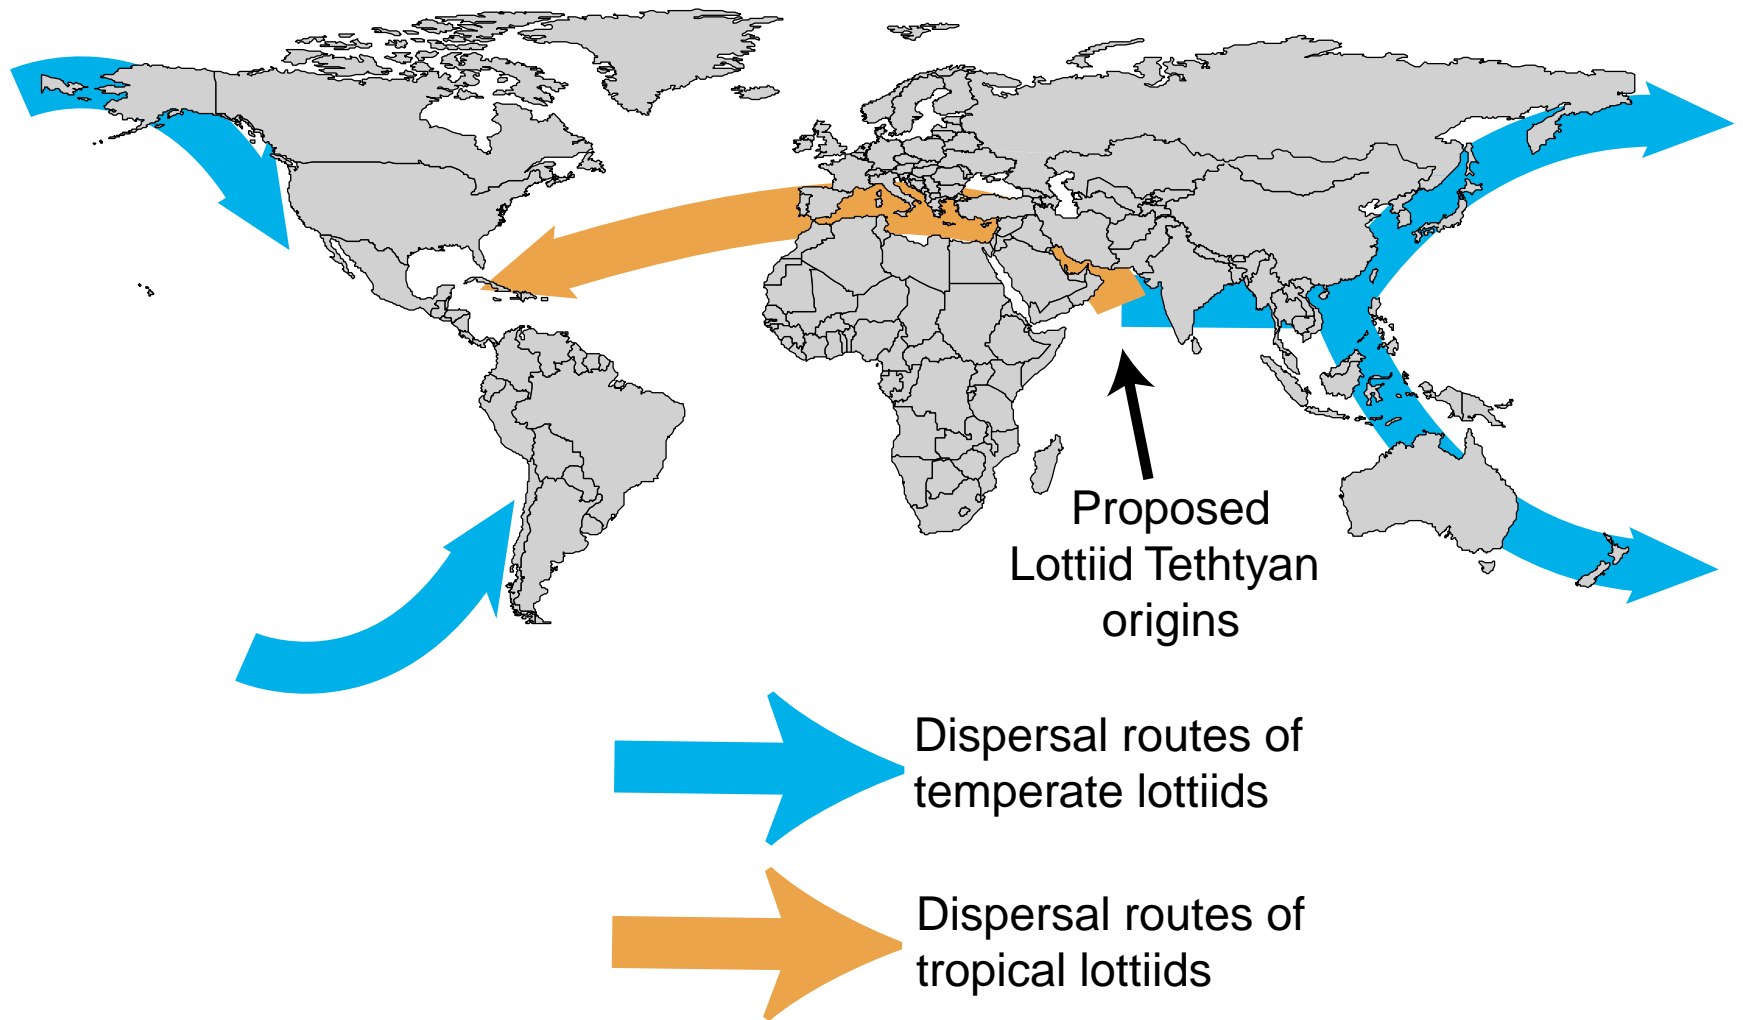 Proposed
Lottiid Tethtyan
origins
Dispersal routes of
temperate lottiids
Dispersal routes of
tropical lottiids